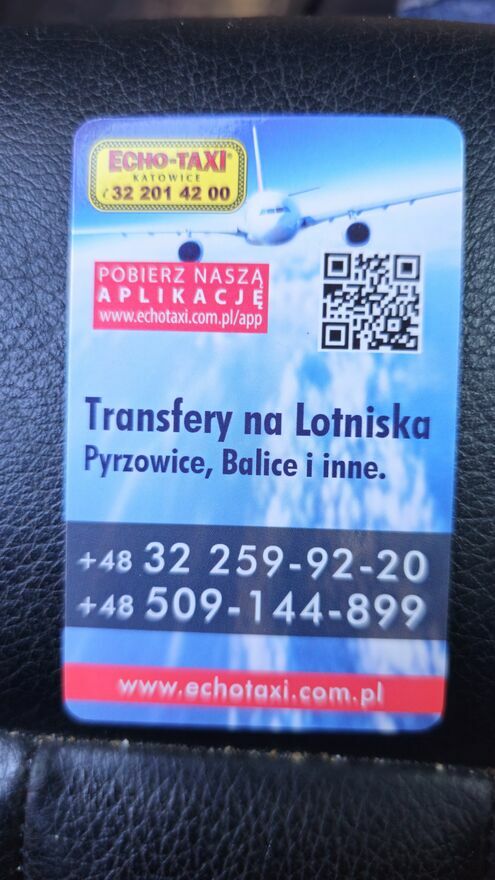 ECHO-TAXI®
KATOWICE
32 201 42 00
POBIERZ NASZĄ
APLIKACJĘ
www.echotaxi.com.pl/app
Transfery na Lotniska
Pyrzowice, Balice i inne.
+48 32 259-92-20
+48 509-144-899
www.echotaxi.com.pl